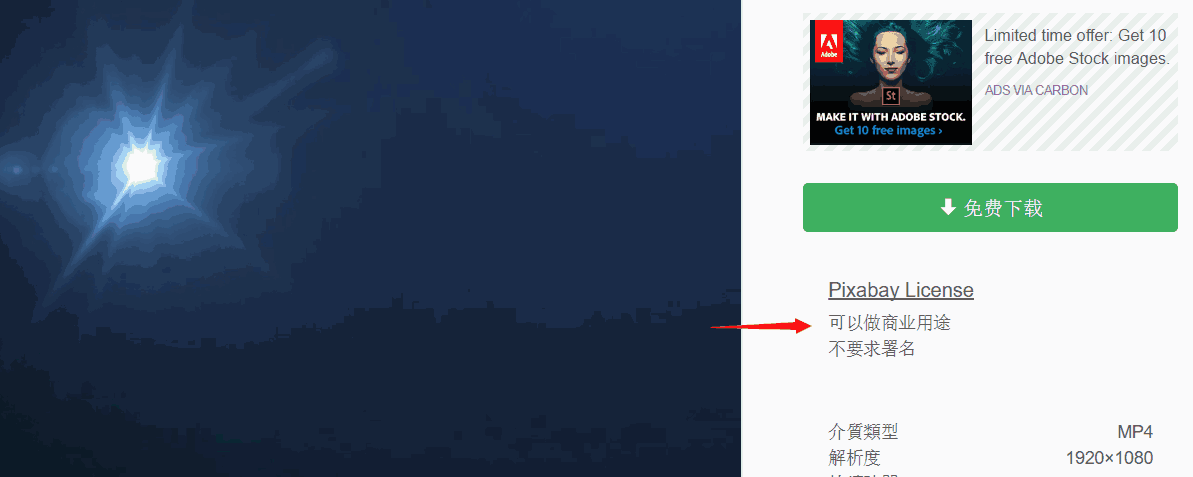 Adobe
St
MAKE IT WITH ADOBE STOCK.
Get 10 free images ›
Limited time offer: Get 10
free Adobe Stock images.
ADS VIA CARBON
免费下载
Pixabay License
可以做商业用途
不要求署名
介質類型 MP4
解析度 1920×1080